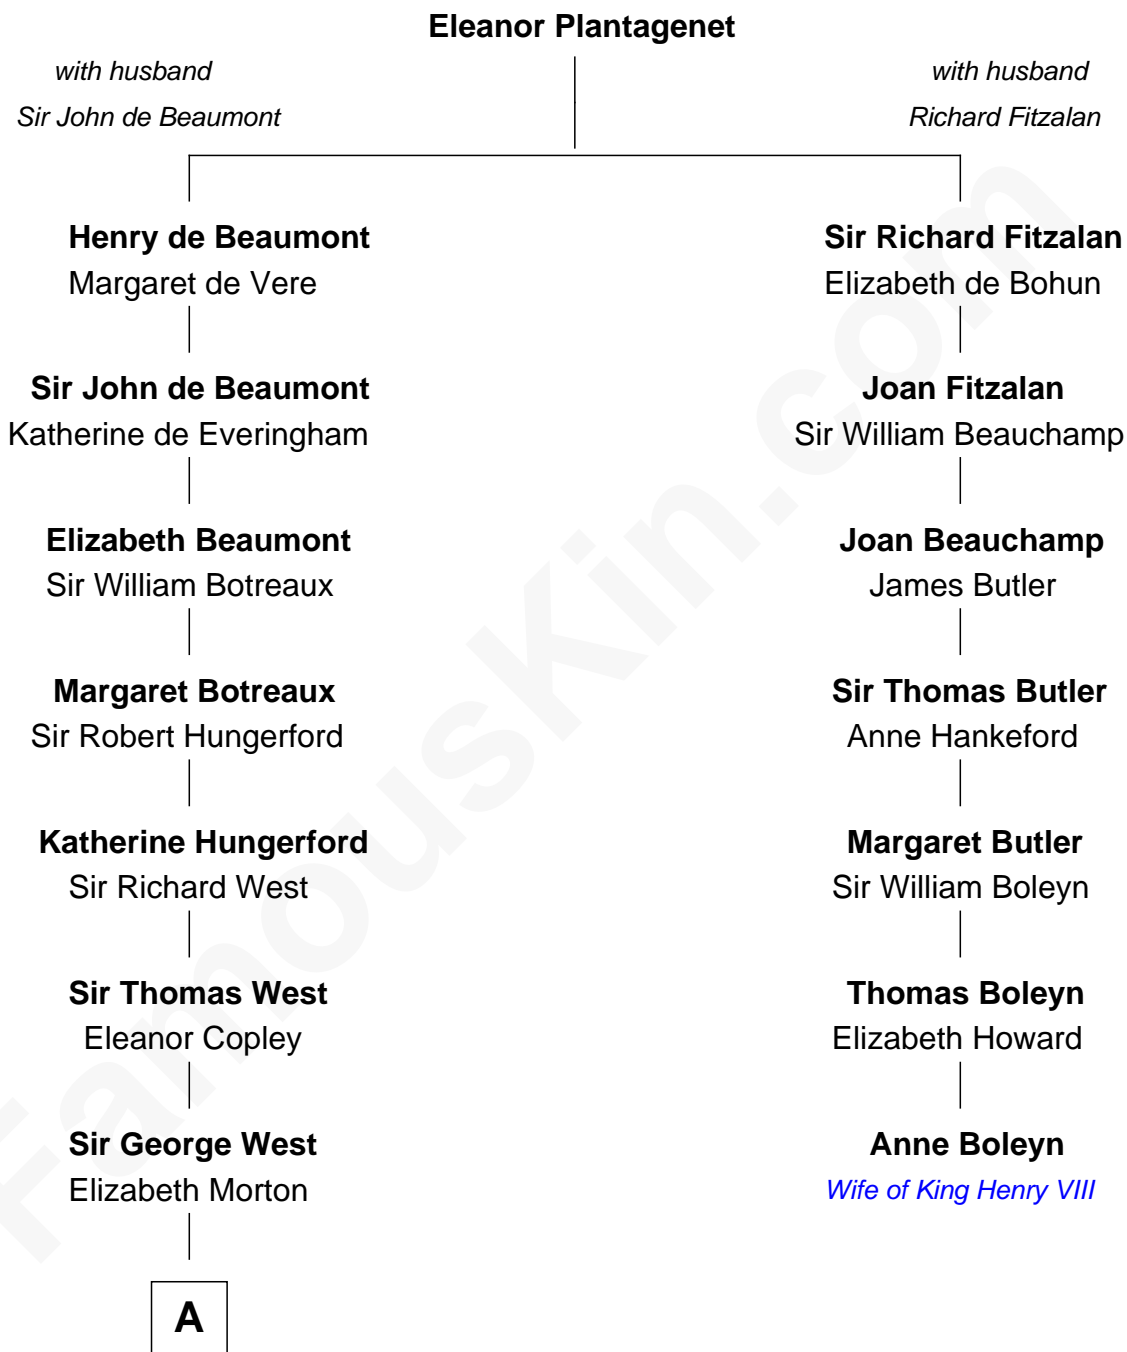 Eleanor Plantagenet
with husband
Sir John de Beaumont
with husband
Richard Fitzalan
Henry de Beaumont
Margaret de Vere
Sir Richard Fitzalan
Elizabeth de Bohun
Sir John de Beaumont
Katherine de Everingham
Joan Fitzalan
Sir William Beauchamp
Elizabeth Beaumont
Sir William Botreaux
Joan Beauchamp
James Butler
Margaret Botreaux
Sir Robert Hungerford
Sir Thomas Butler
Anne Hankeford
Katherine Hungerford
Sir Richard West
Margaret Butler
Sir William Boleyn
Sir Thomas West
Eleanor Copley
Thomas Boleyn
Elizabeth Howard
Sir George West
Elizabeth Morton
Anne Boleyn
Wife of King Henry VIII
A
FamousKin.com